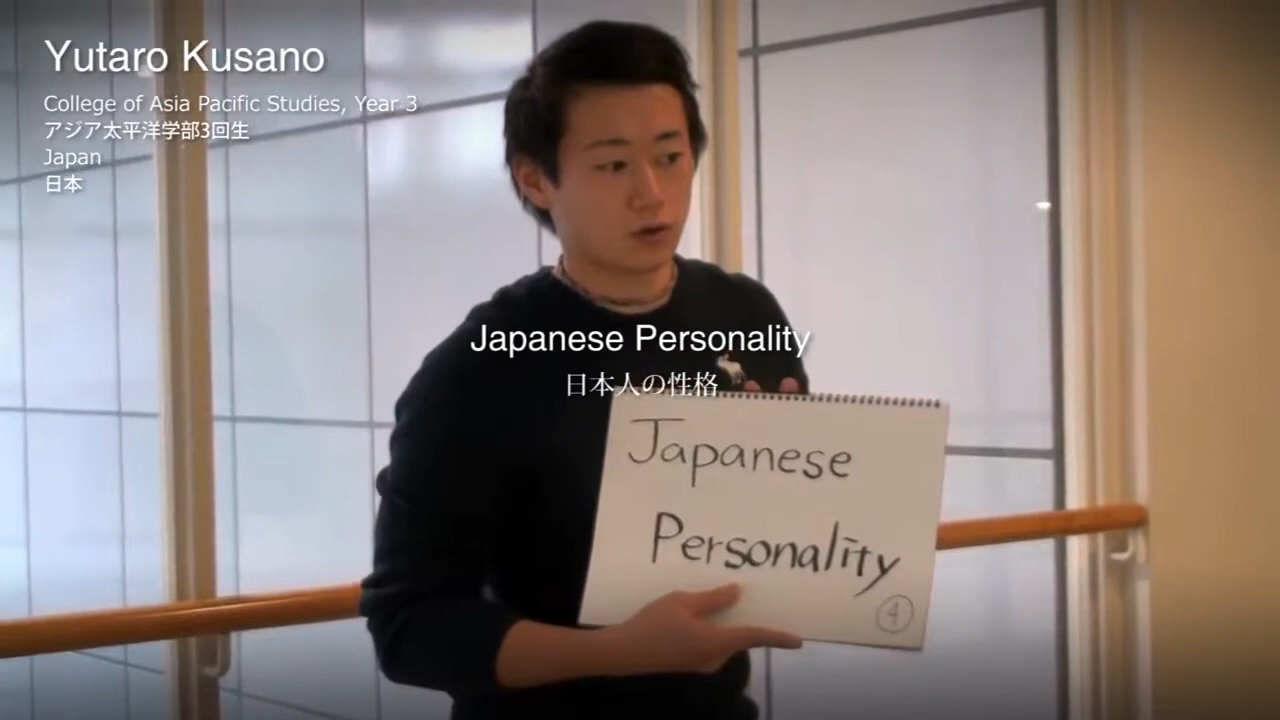 Yutaro Kusano
College of Asia Pacific Studies, Year 3
アジア太平洋学部3回生
Japan
日本
Japanese Personality
日本人の性格
Japanese
Personality
4